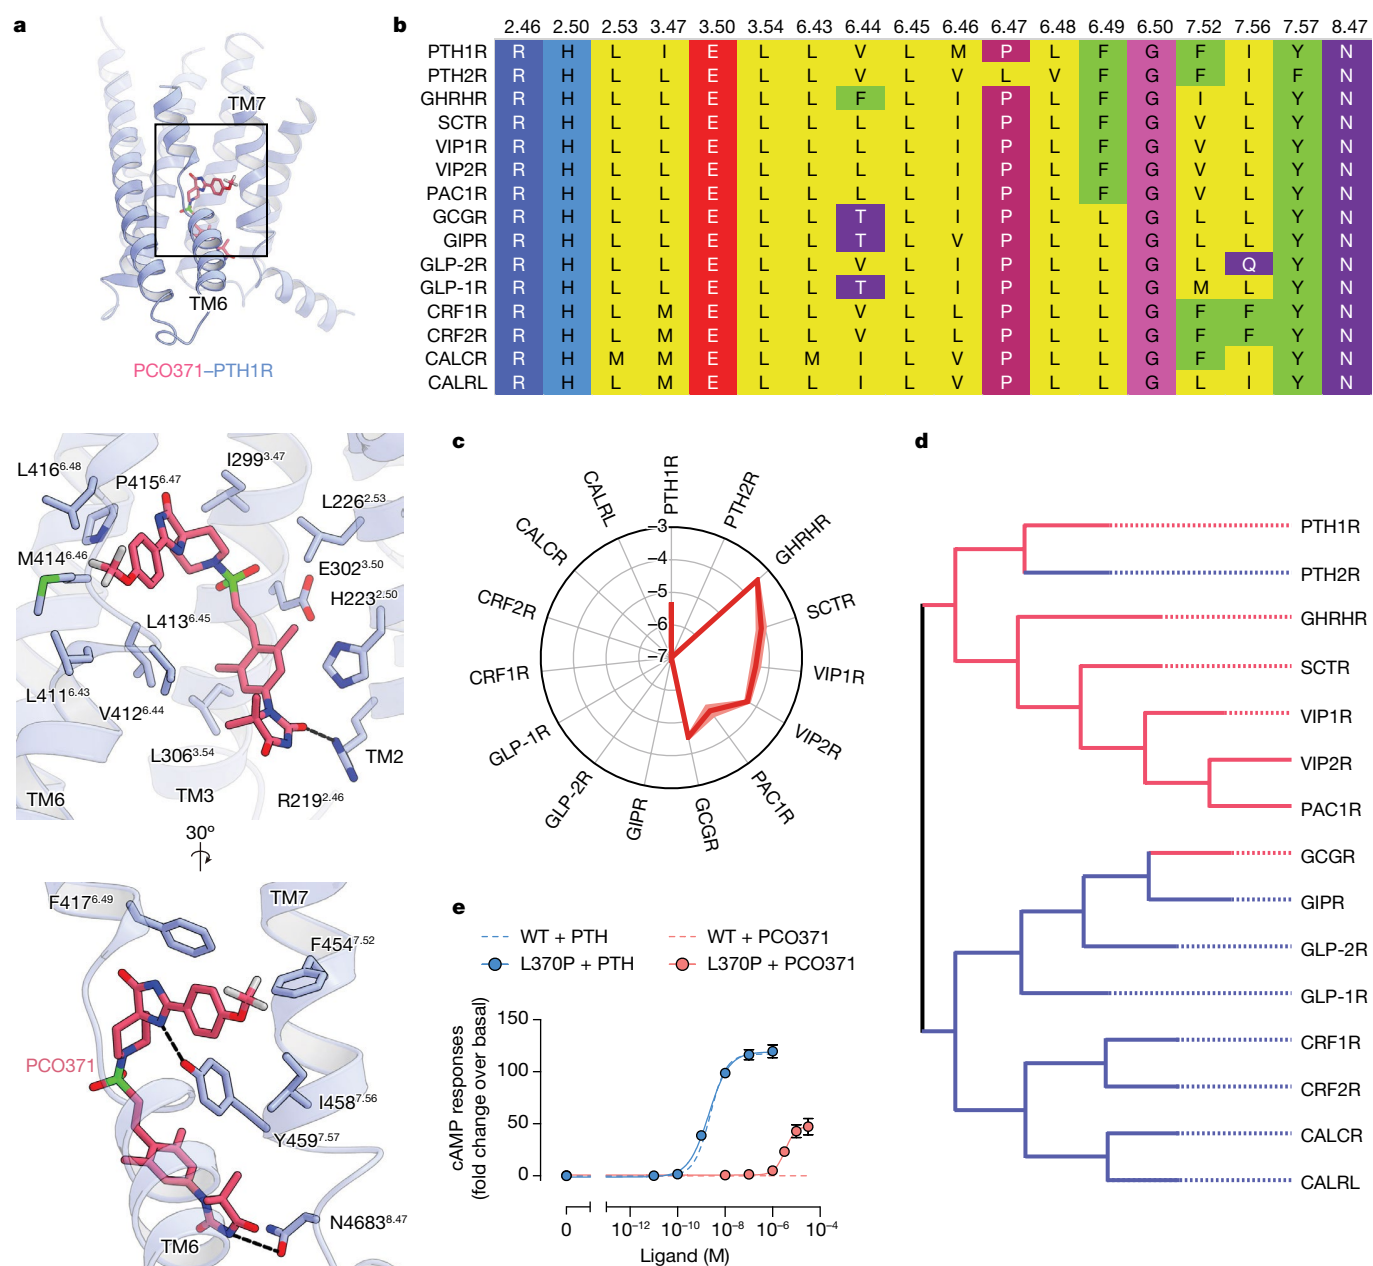 a
TM7
TM6
PCO371–PTH1R
b
2.46 2.50 2.53 3.47 3.50 3.54 6.43 6.44 6.45 6.46 6.47 6.48 6.49 6.50 7.52 7.56 7.57 8.47
PTH1R R H L I E L L V L M P L F G F I Y N
PTH2R R H L L E L L V L V L V F G F I F N
GHRHR R H L L E L L F L I P L F G I L Y N
SCTR R H L L E L L L L I P L F G V L Y N
VIP1R R H L L E L L L L I P L F G V L Y N
VIP2R R H L L E L L L L I P L F G V L Y N
PAC1R R H L L E L L L L I P L F G V L Y N
GCGR R H L L E L L T L I P L L G L L Y N
GIPR R H L L E L L T L V P L L G L L Y N
GLP-2R R H L L E L L V L I P L L G L Q Y N
GLP-1R R H L L E L L T L I P L L G M L Y N
CRF1R R H L M E L L V L L P L L G F F Y N
CRF2R R H L M E L L V L L P L L G F F Y N
CALCR R H M M E L M I L V P L L G F I Y N
CALRL R H L M E L L I L V P L L G L I Y N
L416^6.48
P415^6.47
I299^3.47
L226^2.53
M414^6.46
E302^3.50
H223^2.50
L413^6.45
L411^6.43
V412^6.44
L306^3.54
TM2
TM6
TM3
R219^2.46
30º
F417^6.49
TM7
F454^7.52
PCO371
I458^7.56
Y459^7.57
N4683^8.47
TM6
c
PTH1R
PTH2R
GHRHR
SCTR
VIP1R
VIP2R
PAC1R
GCGR
GIPR
GLP-2R
GLP-1R
CRF1R
CRF2R
CALCR
CALRL
–3
–4
–5
–6
–7
d
PTH1R
PTH2R
GHRHR
SCTR
VIP1R
VIP2R
PAC1R
GCGR
GIPR
GLP-2R
GLP-1R
CRF1R
CRF2R
CALCR
CALRL
e
WT + PTH
WT + PCO371
L370P + PTH
L370P + PCO371
cAMP responses
(fold change over basal)
150
100
50
0
0 10^–12 10^–10 10^–8 10^–6 10^–4
Ligand (M)